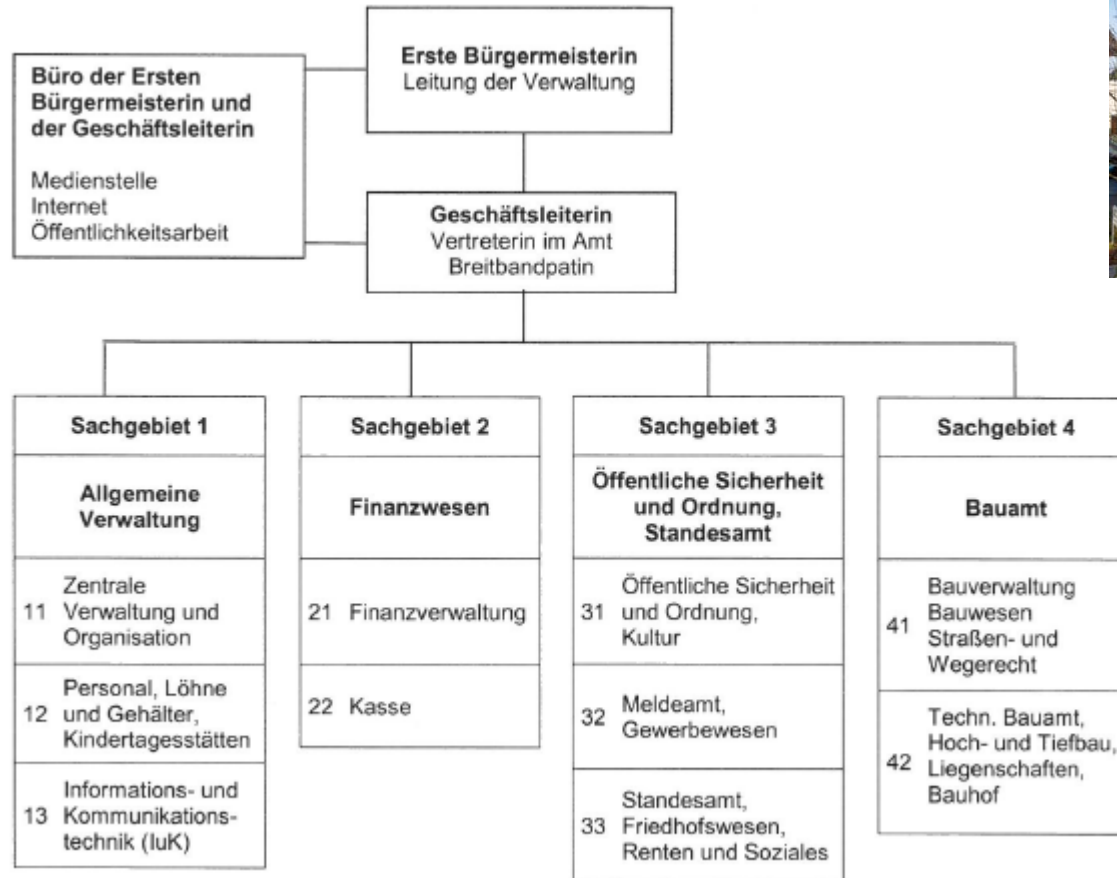 Erste Bürgermeisterin
Leitung der Verwaltung
Büro der Ersten
Bürgermeisterin und
der Geschäftsleiterin
Medienstelle
Internet
Öffentlichkeitsarbeit
Geschäftsleiterin
Vertreterin im Amt
Breitbandpatin
Sachgebiet 1
Allgemeine
Verwaltung
11 Zentrale
Verwaltung und
Organisation
12 Personal, Löhne
und Gehälter,
Kindertagesstätten
13 Informations- und
Kommunikations-
technik (IuK)
Sachgebiet 2
Finanzwesen
21 Finanzverwaltung
22 Kasse
Sachgebiet 3
Öffentliche Sicherheit
und Ordnung,
Standesamt
31 Öffentliche Sicherheit
und Ordnung,
Kultur
32 Meldeamt,
Gewerbewesen
33 Standesamt,
Friedhofswesen,
Renten und Soziales
Sachgebiet 4
Bauamt
41 Bauverwaltung
Bauwesen
Straßen- und
Wegerecht
42 Techn. Bauamt,
Hoch- und Tiefbau,
Liegenschaften,
Bauhof